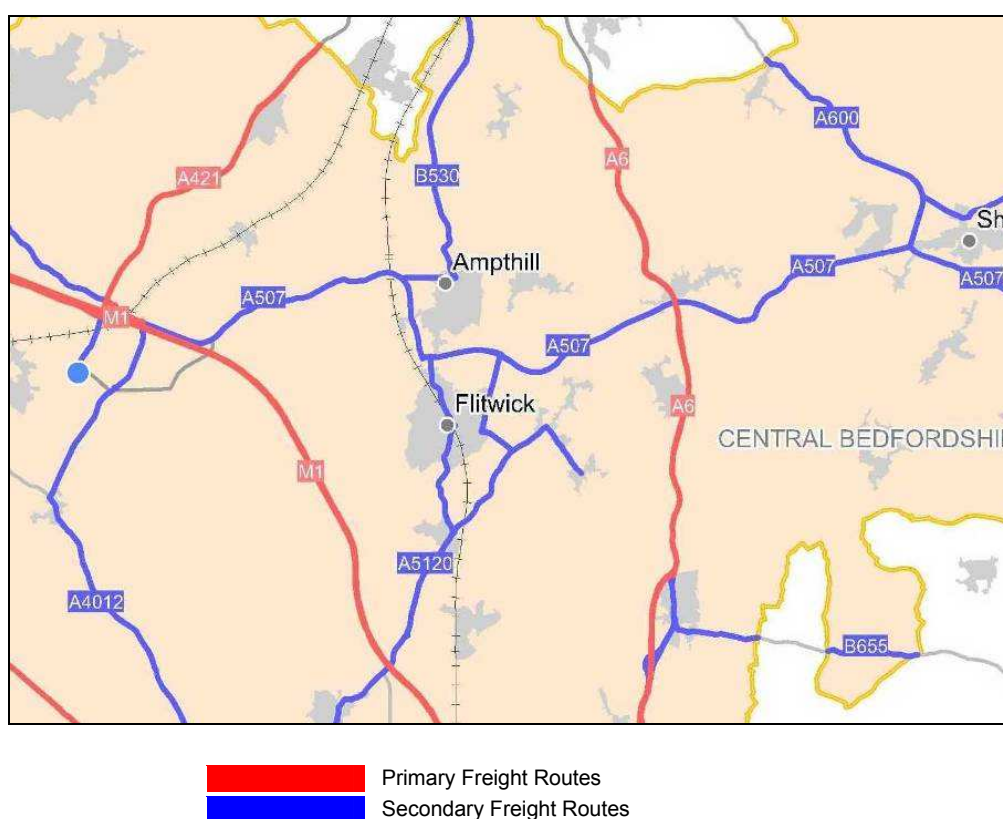 A600
A6
A421
B530
Sh
Ampthill
A507
A507
A507
M1
A507
Flitwick
A6
CENTRAL BEDFORDSHI
M1
A5120
A4012
B655
Primary Freight Routes
Secondary Freight Routes